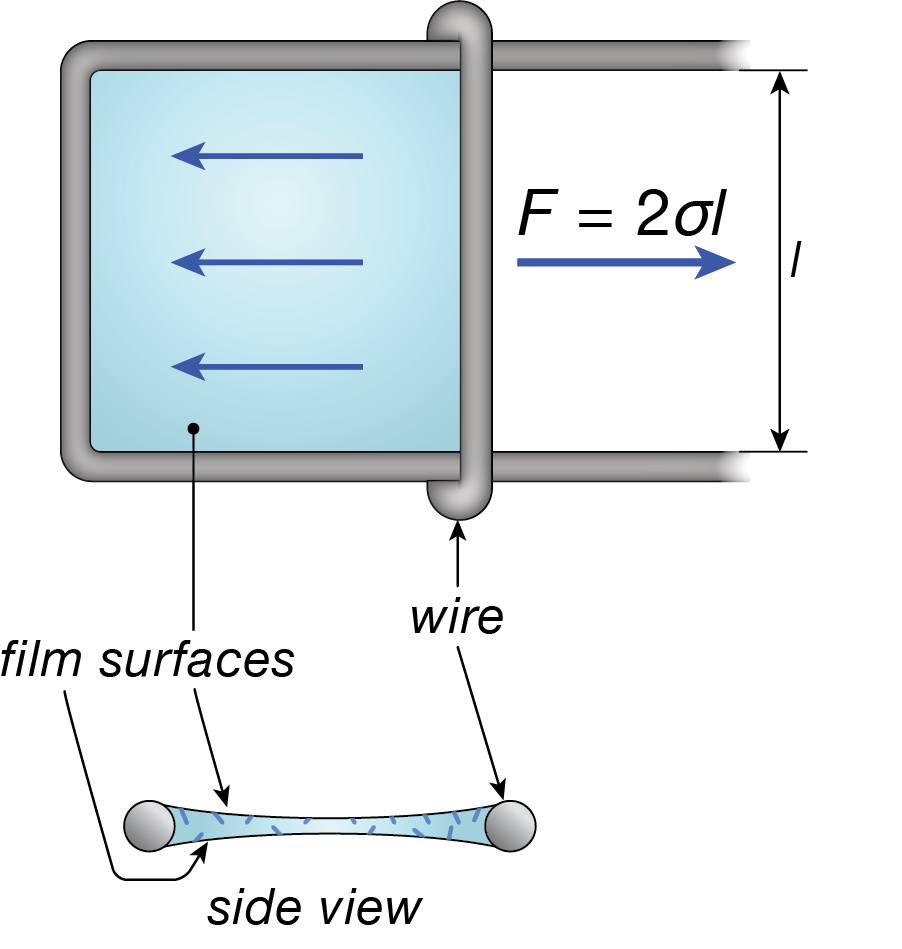 F = 2σl
l
wire
film surfaces
side view